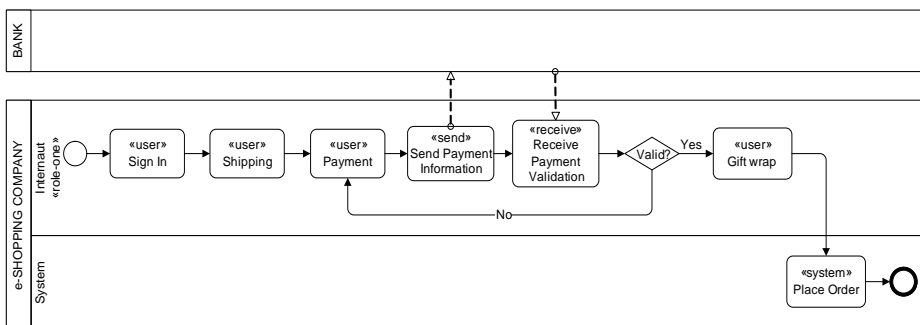 BANK
e-SHOPPING COMPANY
Internaut
«role-one»
«user»
Sign In
«user»
Shipping
«user»
Payment
«send»
Send Payment
Information
«receive»
Receive
Payment
Validation
Valid?
Yes
«user»
Gift wrap
No
System
«system»
Place Order